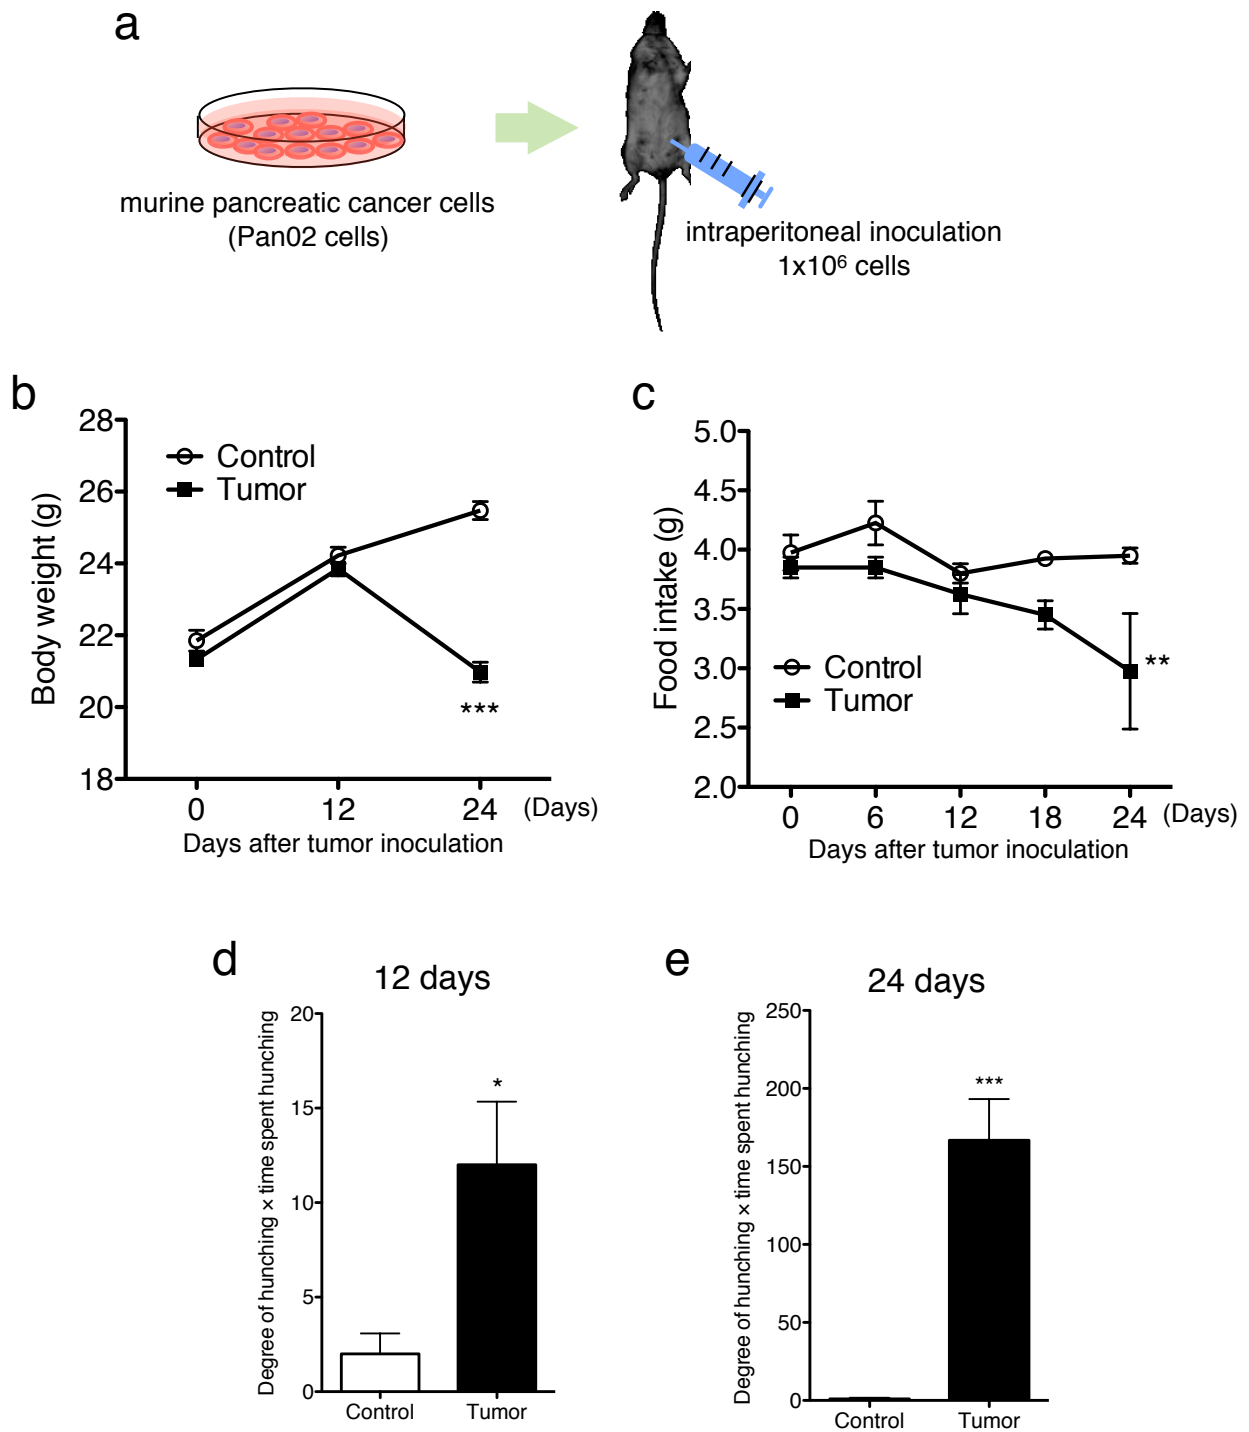 a
murine pancreatic cancer cells
(Pan02 cells)
intraperitoneal inoculation
1x10⁶ cells
b
Body weight (g)
28
26
24
22
20
18
Control
Tumor
***
0 12 24 (Days)
Days after tumor inoculation
c
Food intake (g)
5.0
4.5
4.0
3.5
3.0
2.5
2.0
Control
Tumor
**
0 6 12 18 24 (Days)
Days after tumor inoculation
d
12 days
Degree of hunching × time spent hunching
20
15
10
5
0
*
Control Tumor
e
24 days
Degree of hunching × time spent hunching
250
200
150
100
50
0
***
Control Tumor